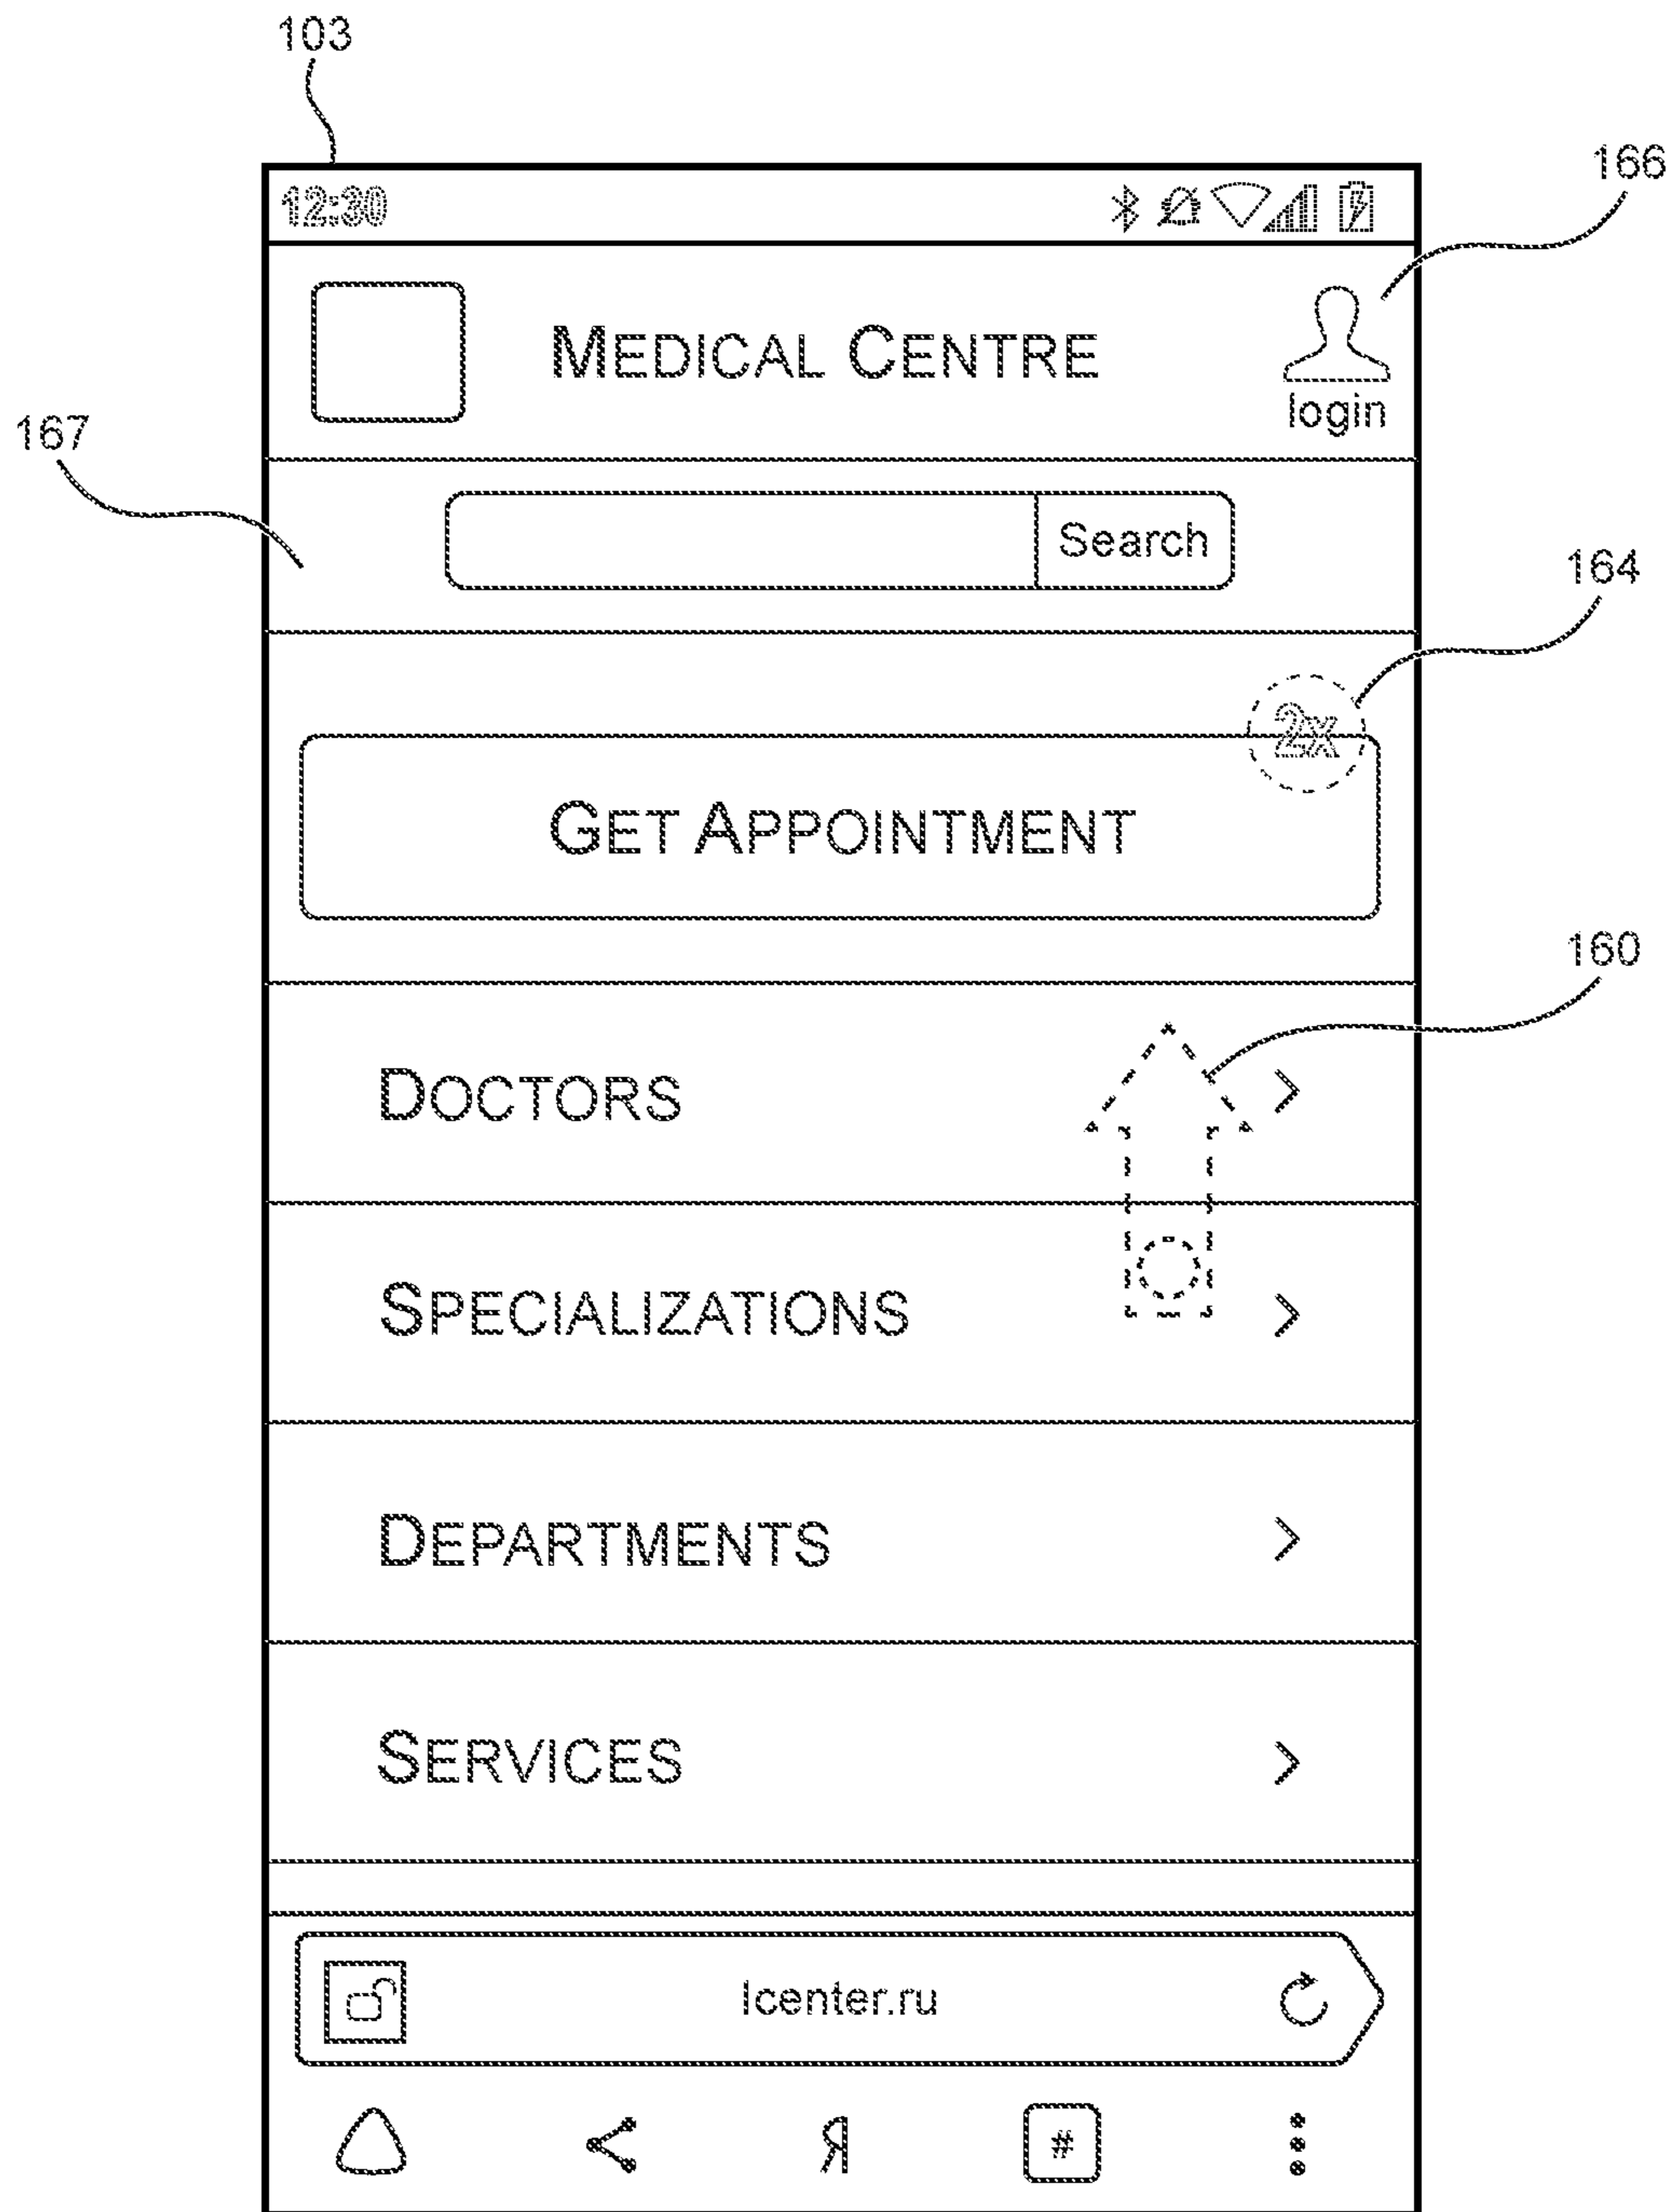 103
166
12:30
MEDICAL CENTRE
login
167
Search
164
2x
GET APPOINTMENT
160
DOCTORS
SPECIALIZATIONS
DEPARTMENTS
SERVICES
lcenter.ru
Я #